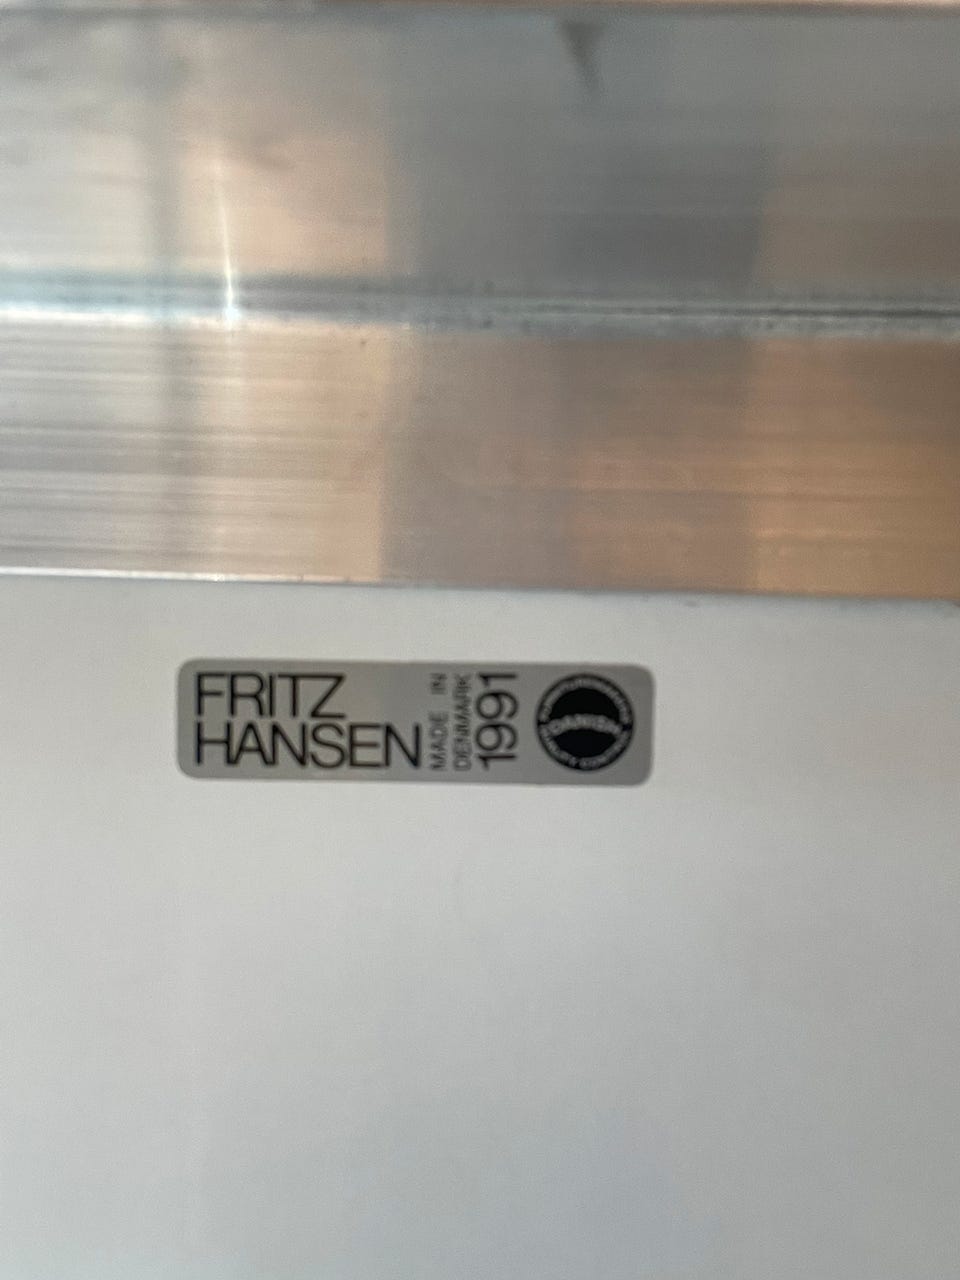 FRITZ
HANSEN
MADE IN
DENMARK
1991
DANISH